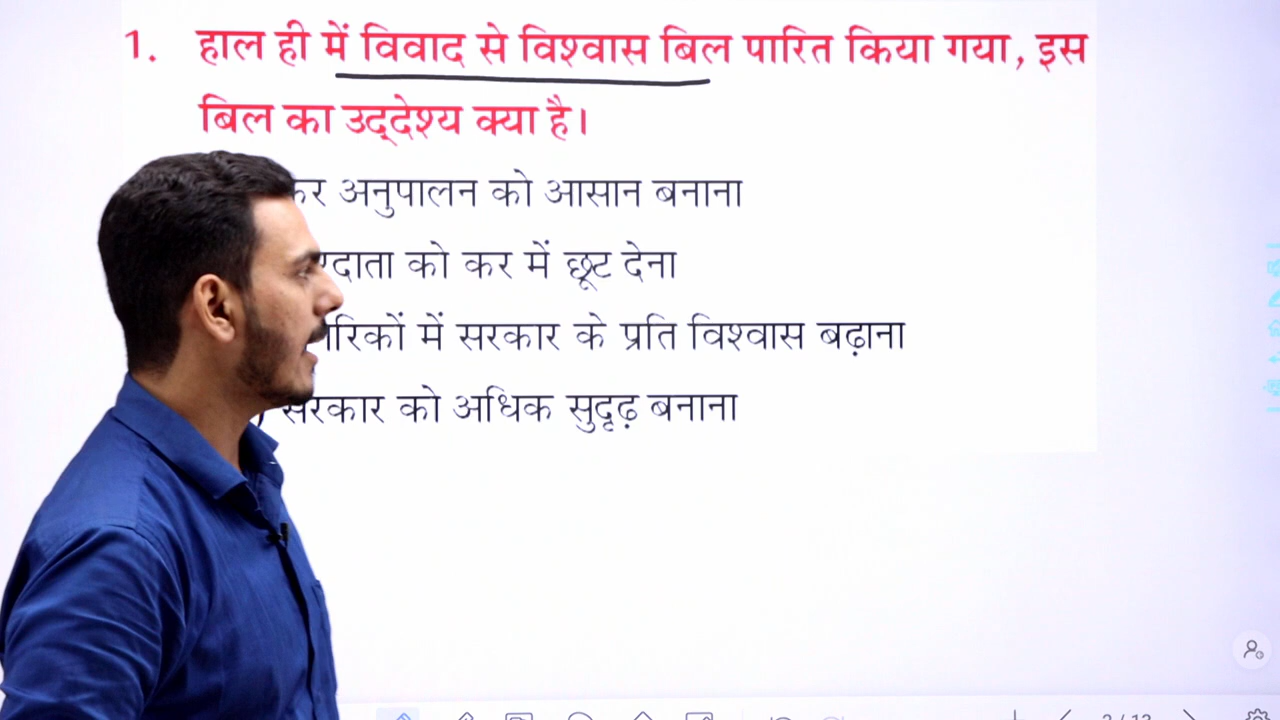 1. हाल ही में विवाद से विश्वास बिल पारित किया गया, इस
बिल का उद्देश्य क्या है।
कर अनुपालन को आसान बनाना
को कर में छूट देना
में सरकार के प्रति विश्वास बढ़ाना
) सरकार को अधिक सुदृढ़ बनाना